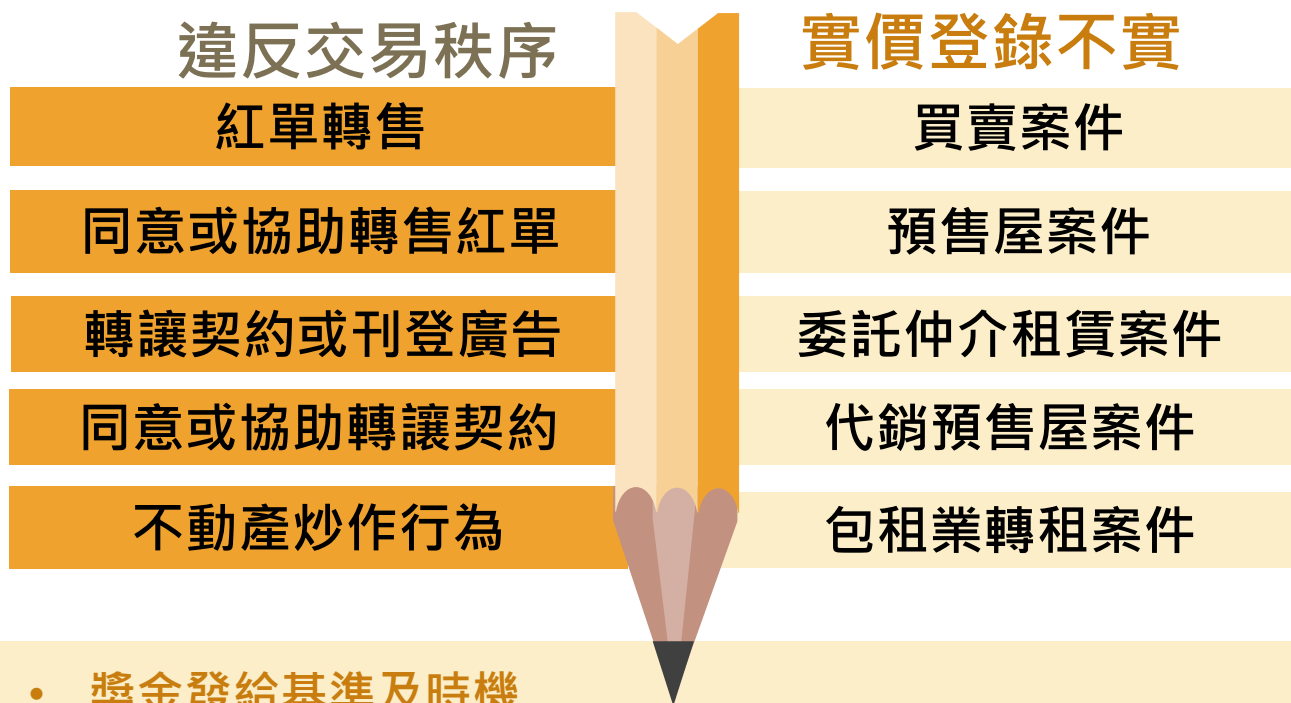 違反交易秩序
紅單轉售
同意或協助轉售紅單
轉讓契約或刊登廣告
同意或協助轉讓契約
不動產炒作行為
實價登錄不實
買賣案件
預售屋案件
委託仲介租賃案件
代銷預售屋案件
包租業轉租案件
• 獎金發給基準及時機